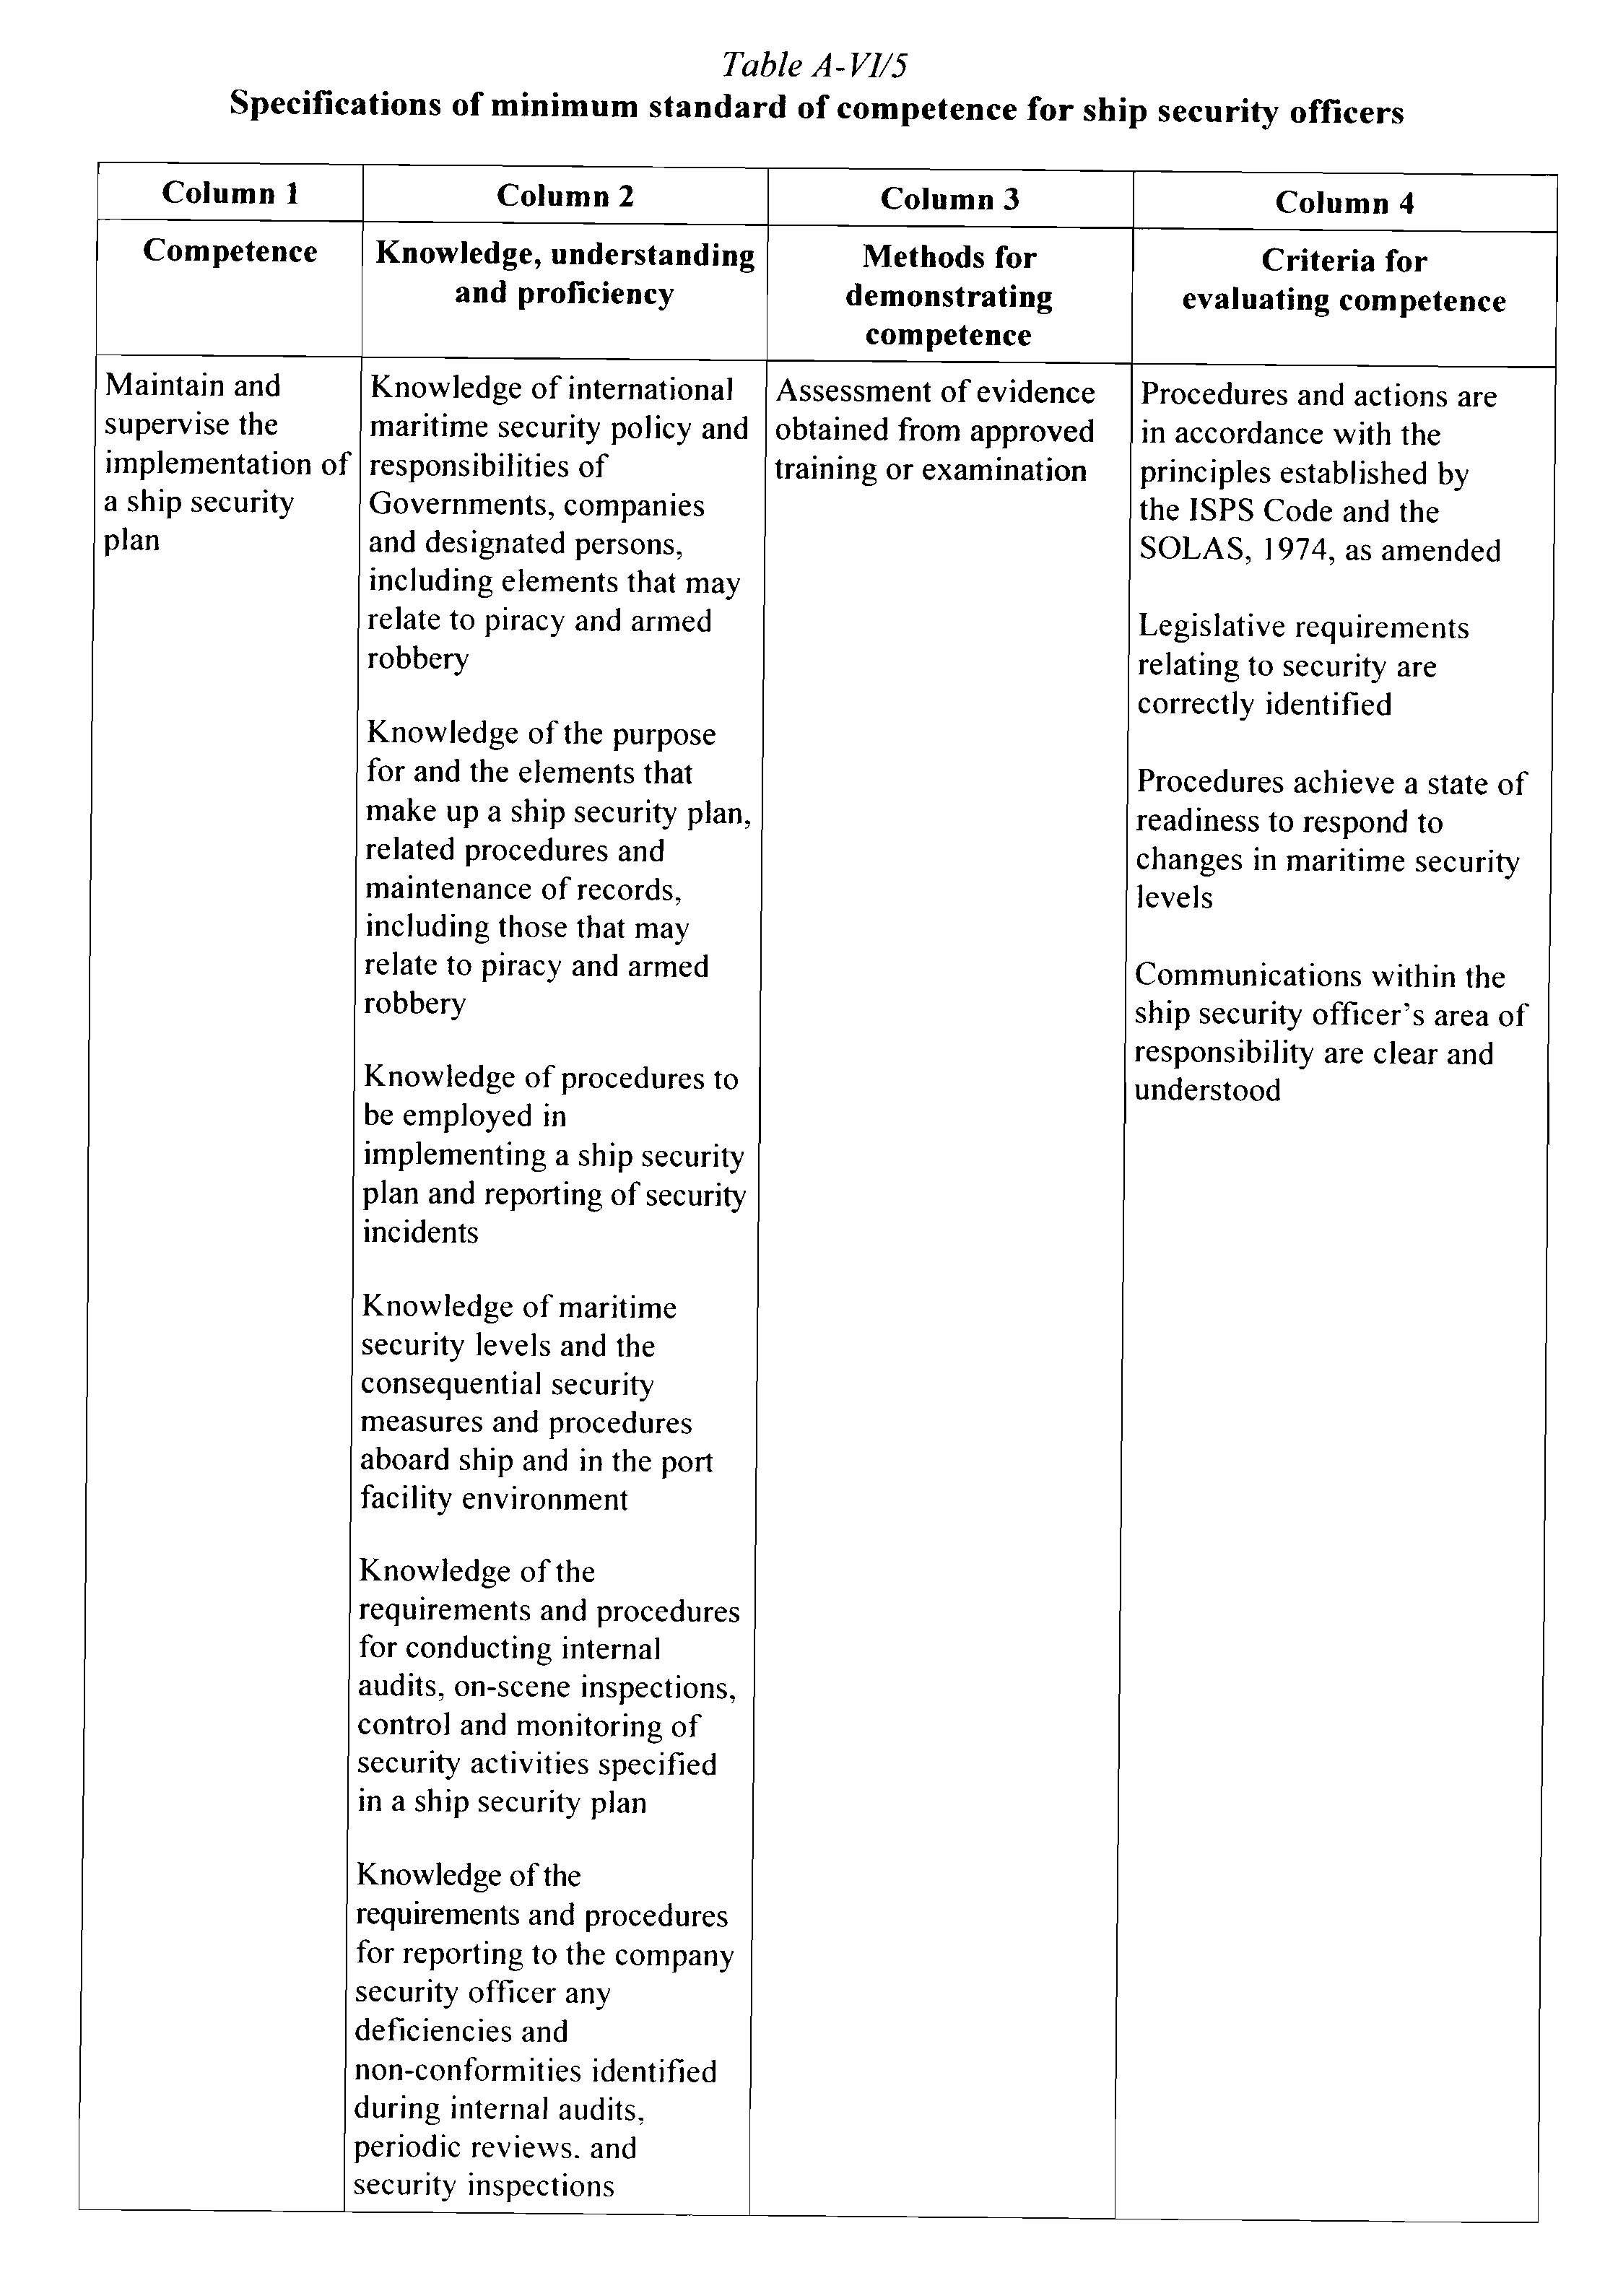 Table A-VI/5
Specifications of minimum standard of competence for ship security officers
Column 1
Column 2
Column 3
Column 4
Competence
Knowledge, understanding
and proficiency
Methods for
demonstrating
competence
Criteria for
evaluating competence
Maintain and
supervise the
implementation of
a ship security
plan
Knowledge of international
maritime security policy and
responsibilities of
Governments, companies
and designated persons,
including elements that may
relate to piracy and armed
robbery
Knowledge of the purpose
for and the elements that
make up a ship security plan,
related procedures and
maintenance of records,
including those that may
relate to piracy and armed
robbery
Knowledge of procedures to
be employed in
implementing a ship security
plan and reporting of security
incidents
Knowledge of maritime
security levels and the
consequential security
measures and procedures
aboard ship and in the port
facility environment
Knowledge of the
requirements and procedures
for conducting internal
audits, on-scene inspections,
control and monitoring of
security activities specified
in a ship security plan
Knowledge of the
requirements and procedures
for reporting to the company
security officer any
deficiencies and
non-conformities identified
during internal audits,
periodic reviews. and
security inspections
Assessment of evidence
obtained from approved
training or examination
Procedures and actions are
in accordance with the
principles established by
the ISPS Code and the
SOLAS, 1974, as amended
Legislative requirements
relating to security are
correctly identified
Procedures achieve a state of
readiness to respond to
changes in maritime security
levels
Communications within the
ship security officer's area of
responsibility are clear and
understood